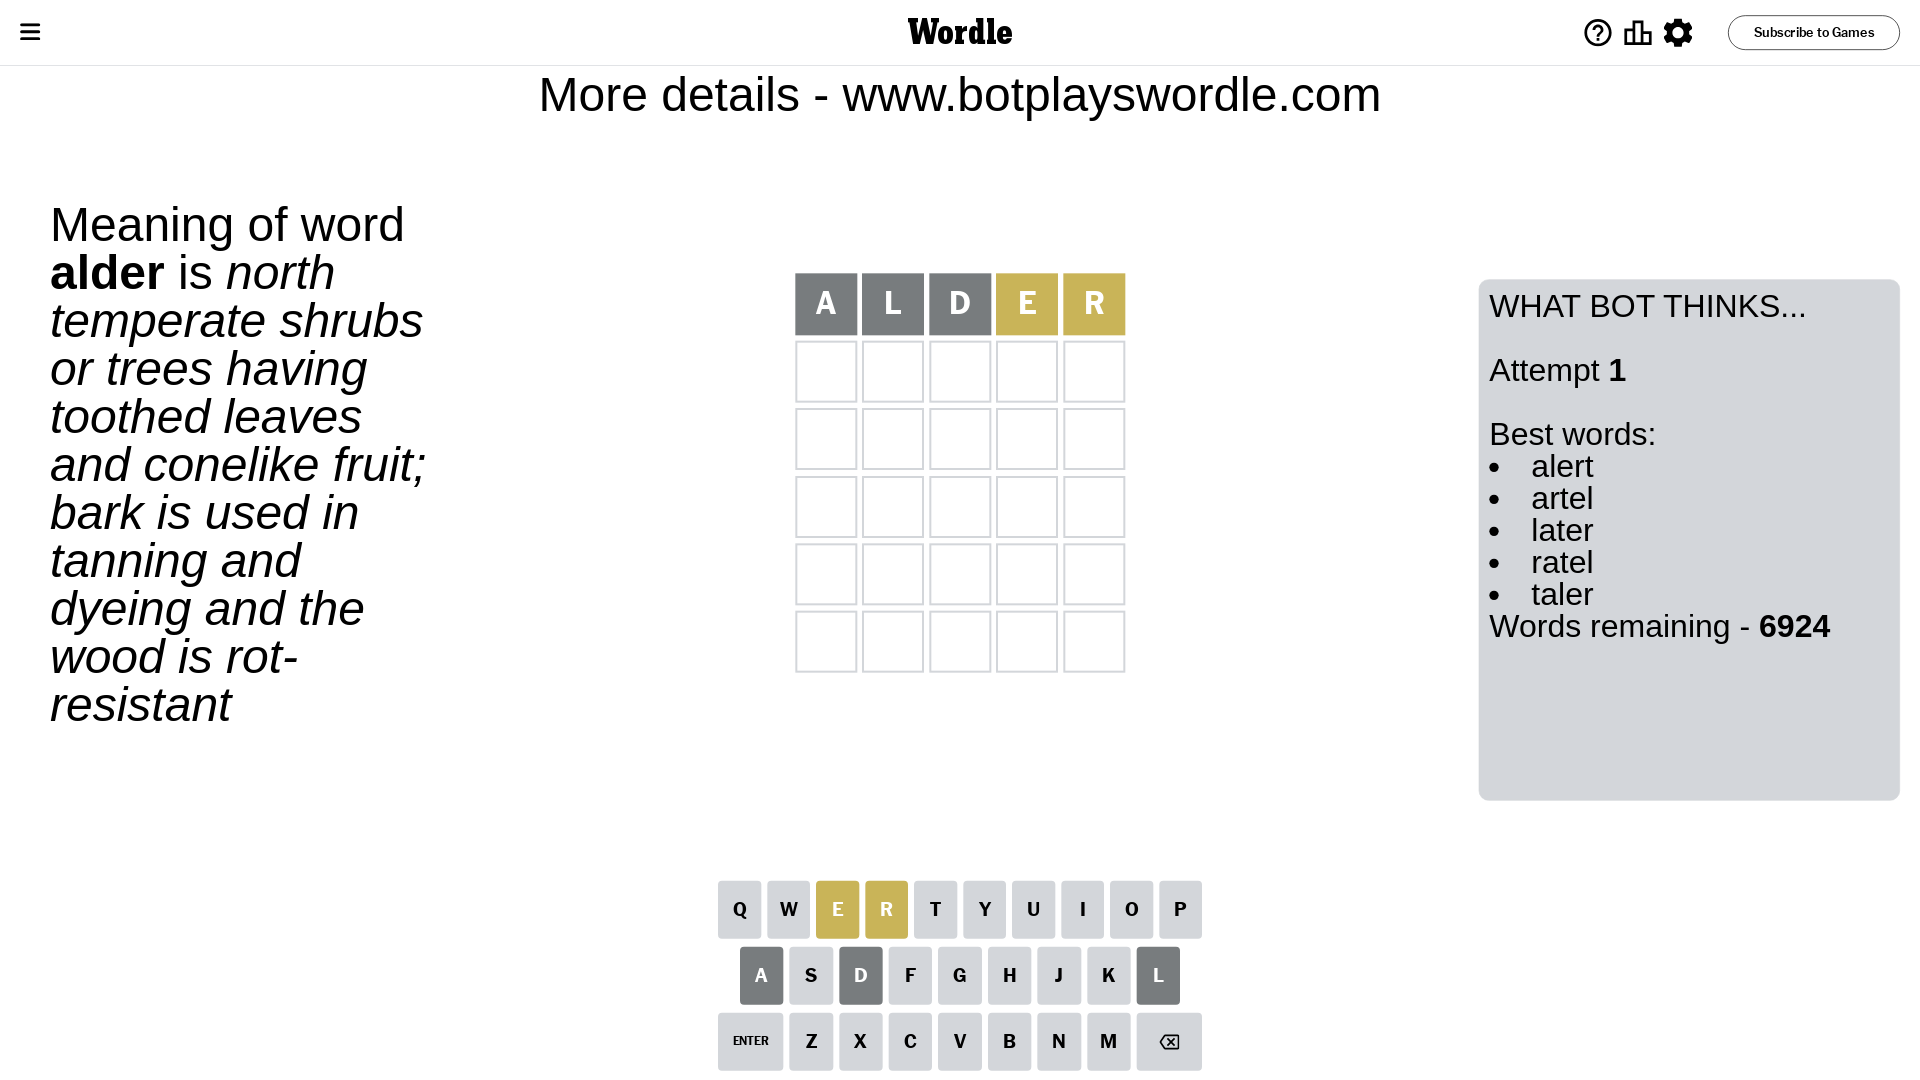 Wordle
Subscribe to Games
More details - www.botplayswordle.com
Meaning of word
alder is north
temperate shrubs
or trees having
toothed leaves
and conelike fruit;
bark is used in
tanning and
dyeing and the
wood is rot-
resistant
A L D E R
WHAT BOT THINKS...
Attempt 1
Best words:
• alert
• artel
• later
• ratel
• taler
Words remaining - 6924
Q W E R T Y U I O P
A S D F G H J K L
ENTER Z X C V B N M